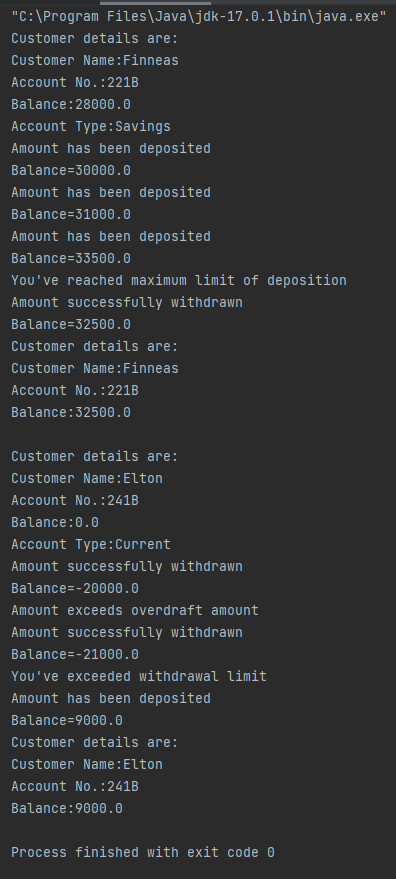 "C:\Program Files\Java\jdk-17.0.1\bin\java.exe"
Customer details are:
Customer Name:Finneas
Account No.:221B
Balance:28000.0
Account Type:Savings
Amount has been deposited
Balance=30000.0
Amount has been deposited
Balance=31000.0
Amount has been deposited
Balance=33500.0
You've reached maximum limit of deposition
Amount successfully withdrawn
Balance=32500.0
Customer details are:
Customer Name:Finneas
Account No.:221B
Balance:32500.0

Customer details are:
Customer Name:Elton
Account No.:241B
Balance:0.0
Account Type:Current
Amount successfully withdrawn
Balance=-20000.0
Amount exceeds overdraft amount
Amount successfully withdrawn
Balance=-21000.0
You've exceeded withdrawal limit
Amount has been deposited
Balance=9000.0
Customer details are:
Customer Name:Elton
Account No.:241B
Balance:9000.0

Process finished with exit code 0